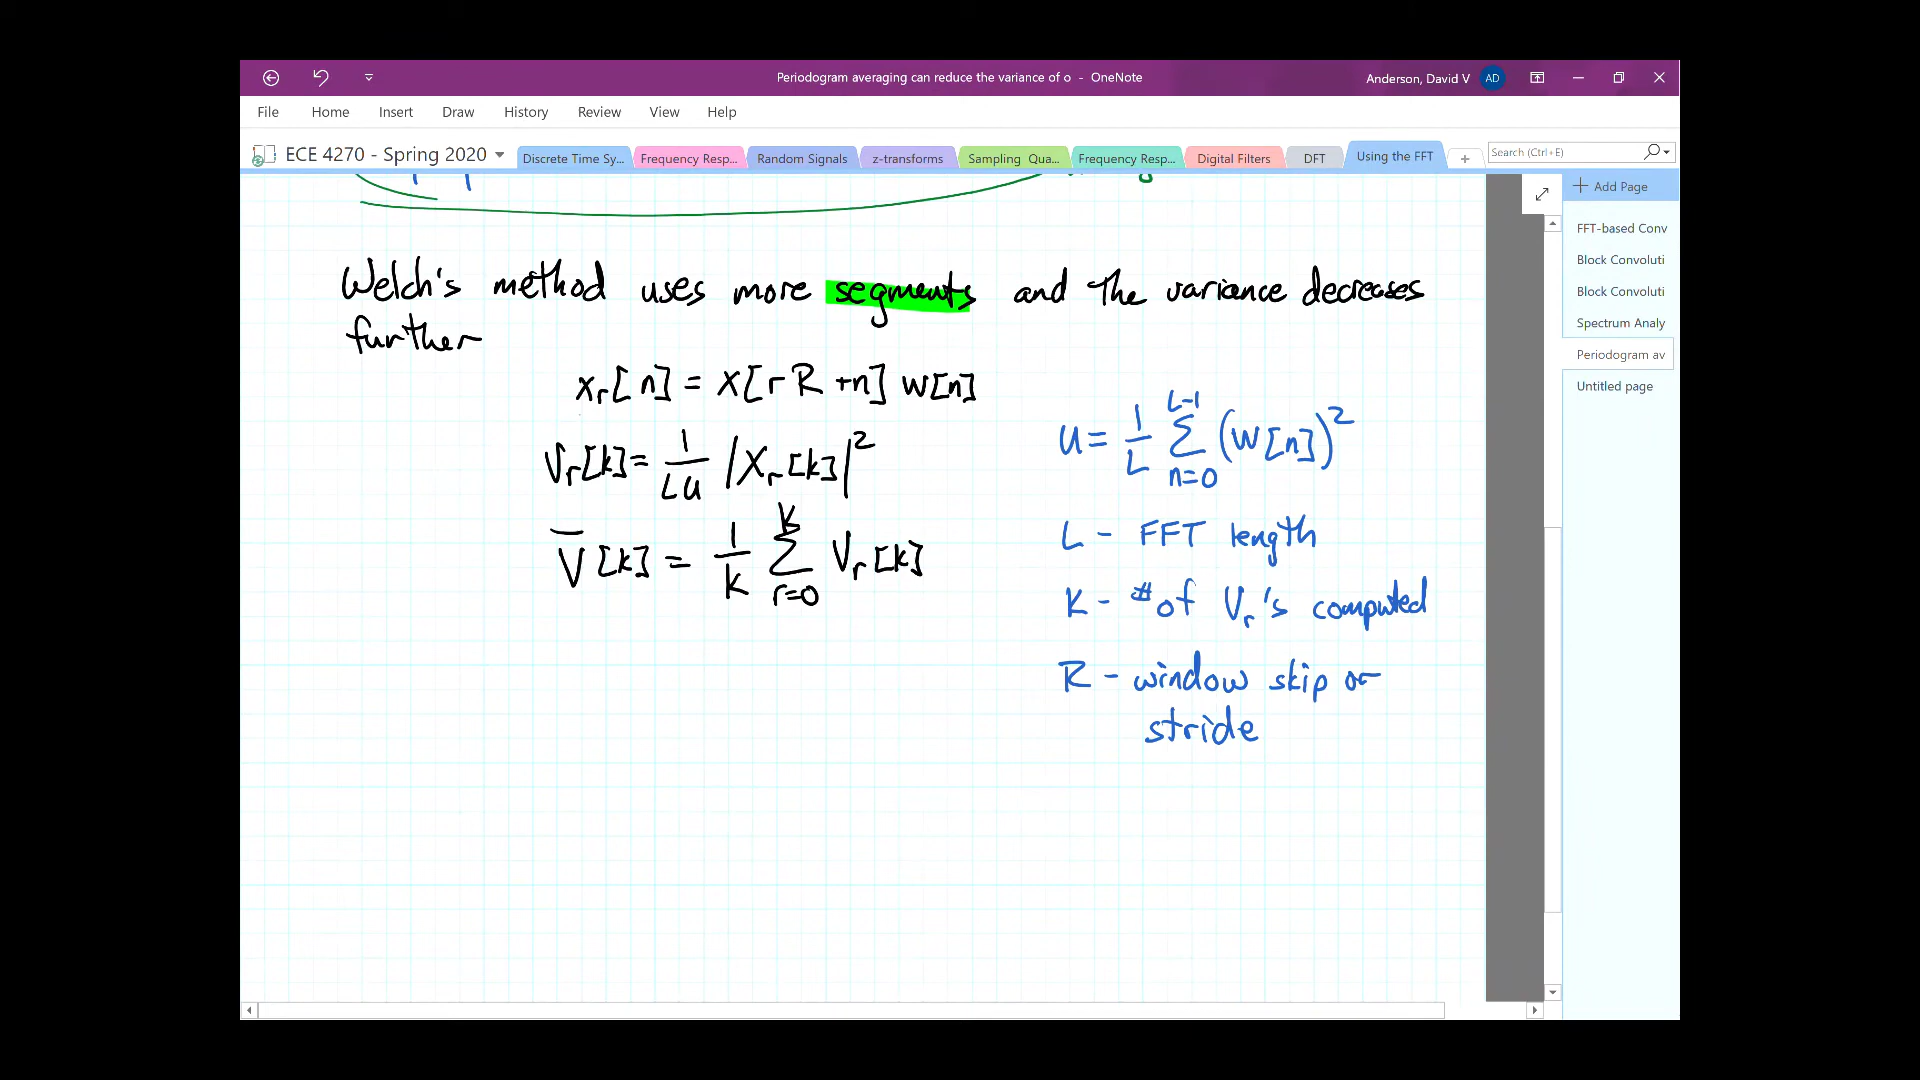 Periodogram averaging can reduce the variance of o - OneNote
Anderson, David V AD
File Home Insert Draw History Review View Help
ECE 4270 - Spring 2020
Discrete Time Sy... Frequency Resp... Random Signals z-transforms Sampling Qua... Frequency Resp... Digital Filters DFT Using the FFT
Search (Ctrl+E)
Add Page
FFT-based Conv
Block Convoluti
Block Convoluti
Spectrum Analy
Periodogram av
Untitled page
Welch's method uses more segments and the variance decreases
further
x_r[n] = x[rR+n] w[n]
V_r[k] = 1/(LU) |X_r[k]|^2
V̅[k] = 1/K Σ_{r=0}^{K} V_r[k]
U = 1/L Σ_{n=0}^{L-1} (w[n])^2
L - FFT length
K - # of V_r's computed
R - window skip or
stride